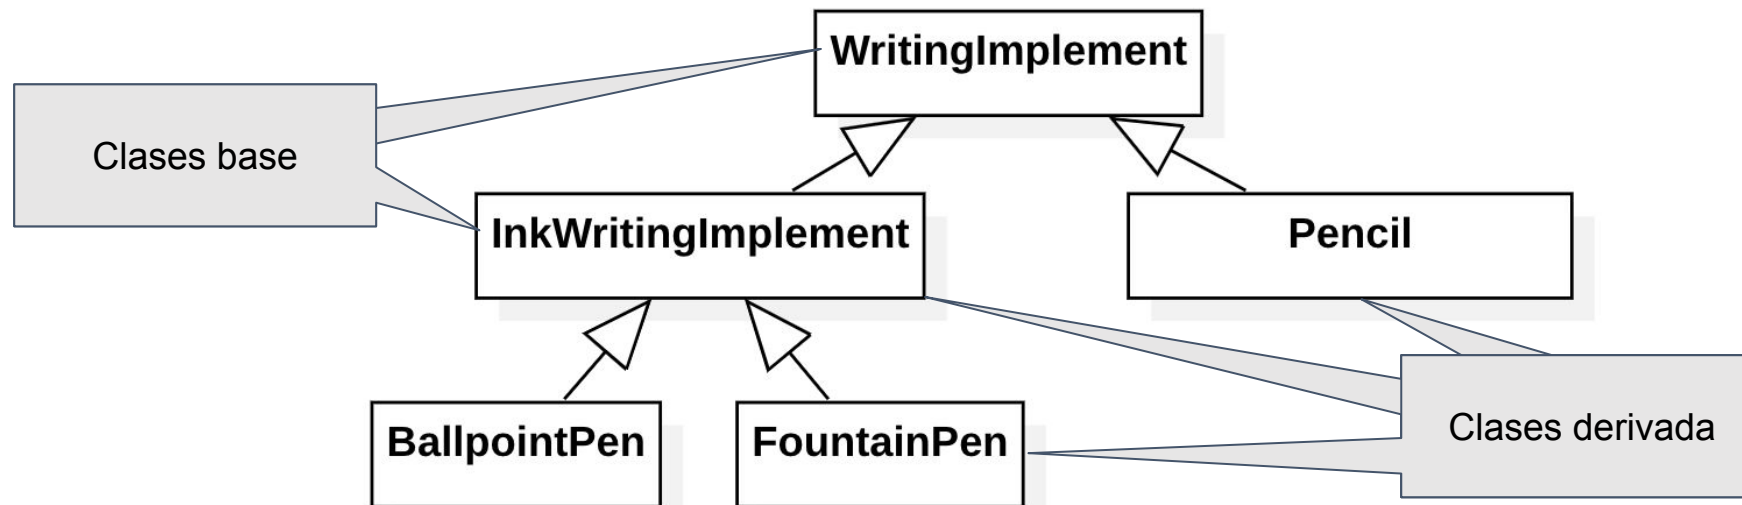 WritingImplement
Clases base
InkWritingImplement
Pencil
Clases derivada
BallpointPen
FountainPen